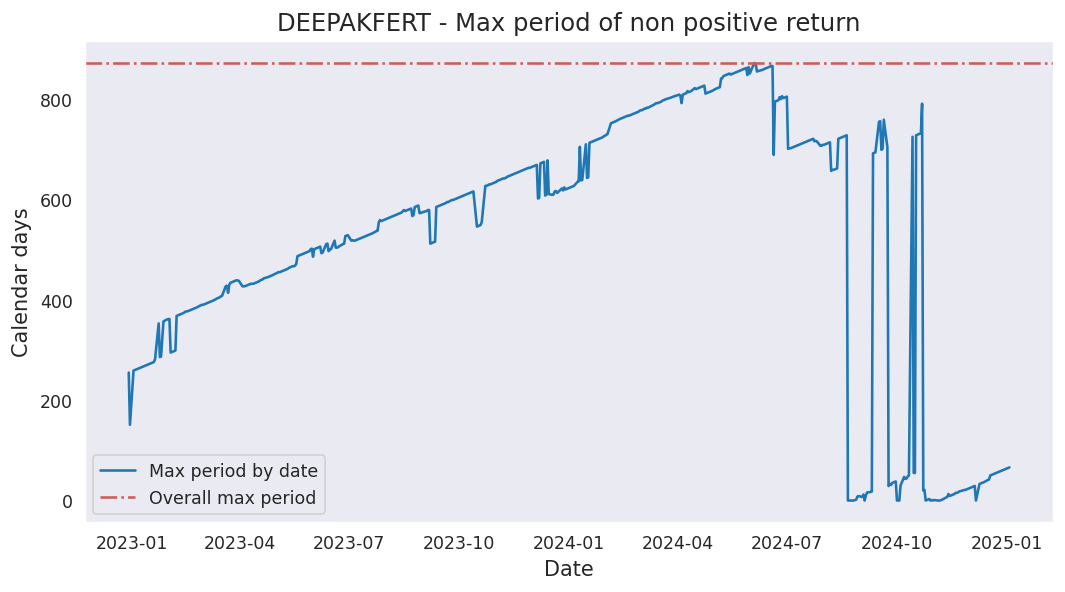 DEEPAKFERT - Max period of non positive return
Calendar days
800
600
400
200
0
Max period by date
Overall max period
2023-01 2023-04 2023-07 2023-10 2024-01 2024-04 2024-07 2024-10 2025-01
Date